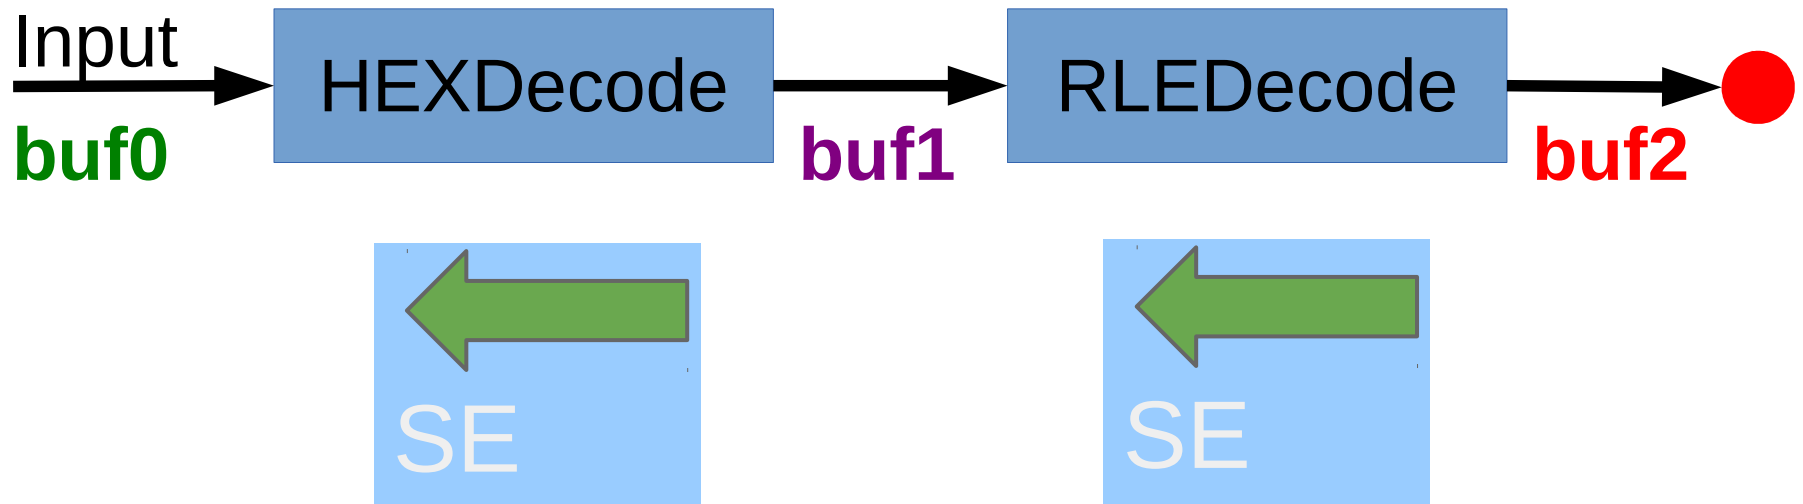 Input
HEXDecode
RLEDecode
buf0
buf1
buf2
SE
SE